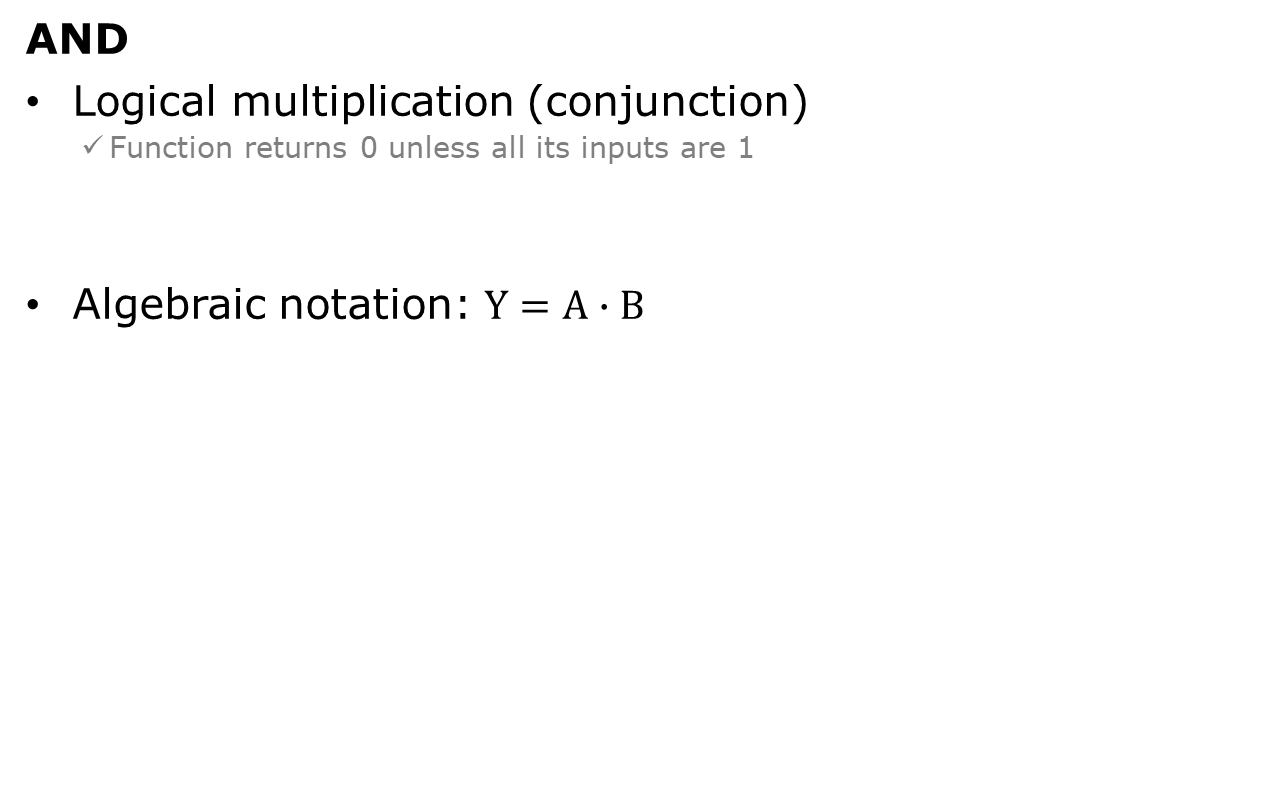 AND
• Logical multiplication (conjunction)
✓ Function returns 0 unless all its inputs are 1
• Algebraic notation: Y = A · B